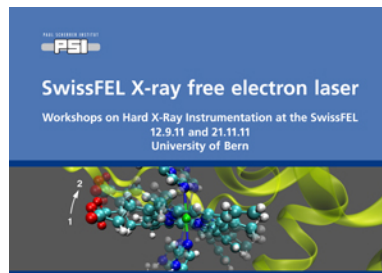 PAUL SCHERRER INSTITUT
PSI
SwissFEL X-ray free electron laser
Workshops on Hard X-Ray Instrumentation at the SwissFEL
12.9.11 and 21.11.11
University of Bern
2
1